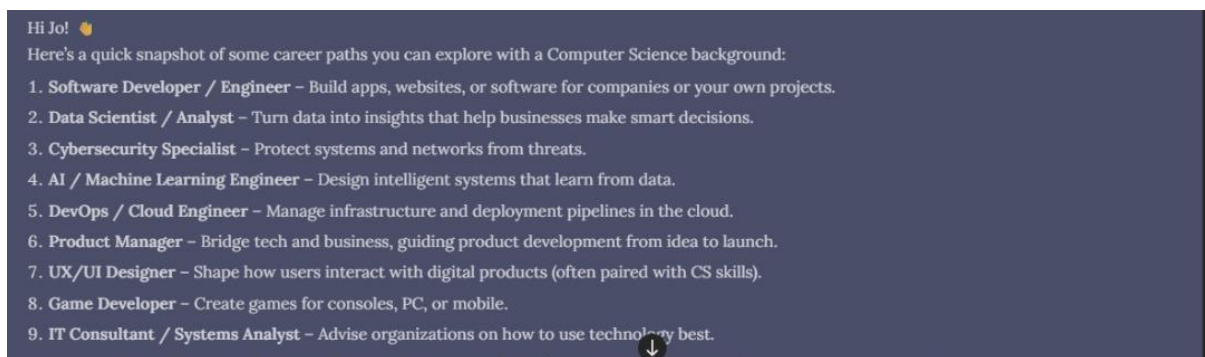 Hi Jo! 👋
Here's a quick snapshot of some career paths you can explore with a Computer Science background:
1. Software Developer / Engineer – Build apps, websites, or software for companies or your own projects.
2. Data Scientist / Analyst – Turn data into insights that help businesses make smart decisions.
3. Cybersecurity Specialist – Protect systems and networks from threats.
4. AI / Machine Learning Engineer – Design intelligent systems that learn from data.
5. DevOps / Cloud Engineer – Manage infrastructure and deployment pipelines in the cloud.
6. Product Manager – Bridge tech and business, guiding product development from idea to launch.
7. UX/UI Designer – Shape how users interact with digital products (often paired with CS skills).
8. Game Developer – Create games for consoles, PC, or mobile.
9. IT Consultant / Systems Analyst – Advise organizations on how to use technology best.